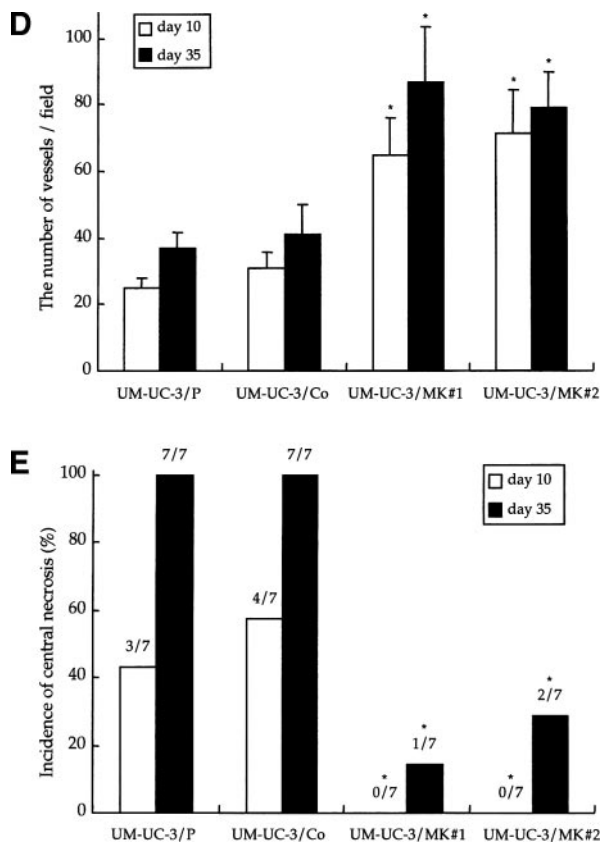 D
day 10
day 35
The number of vessels / field
100
80
60
40
20
0
* * * *
UM-UC-3/P UM-UC-3/Co UM-UC-3/MK#1 UM-UC-3/MK#2
E
day 10
day 35
Incidence of central necrosis (%)
100
80
60
40
20
0
3/7 7/7 4/7 7/7 * 0/7 * 1/7 * 0/7 * 2/7
UM-UC-3/P UM-UC-3/Co UM-UC-3/MK#1 UM-UC-3/MK#2